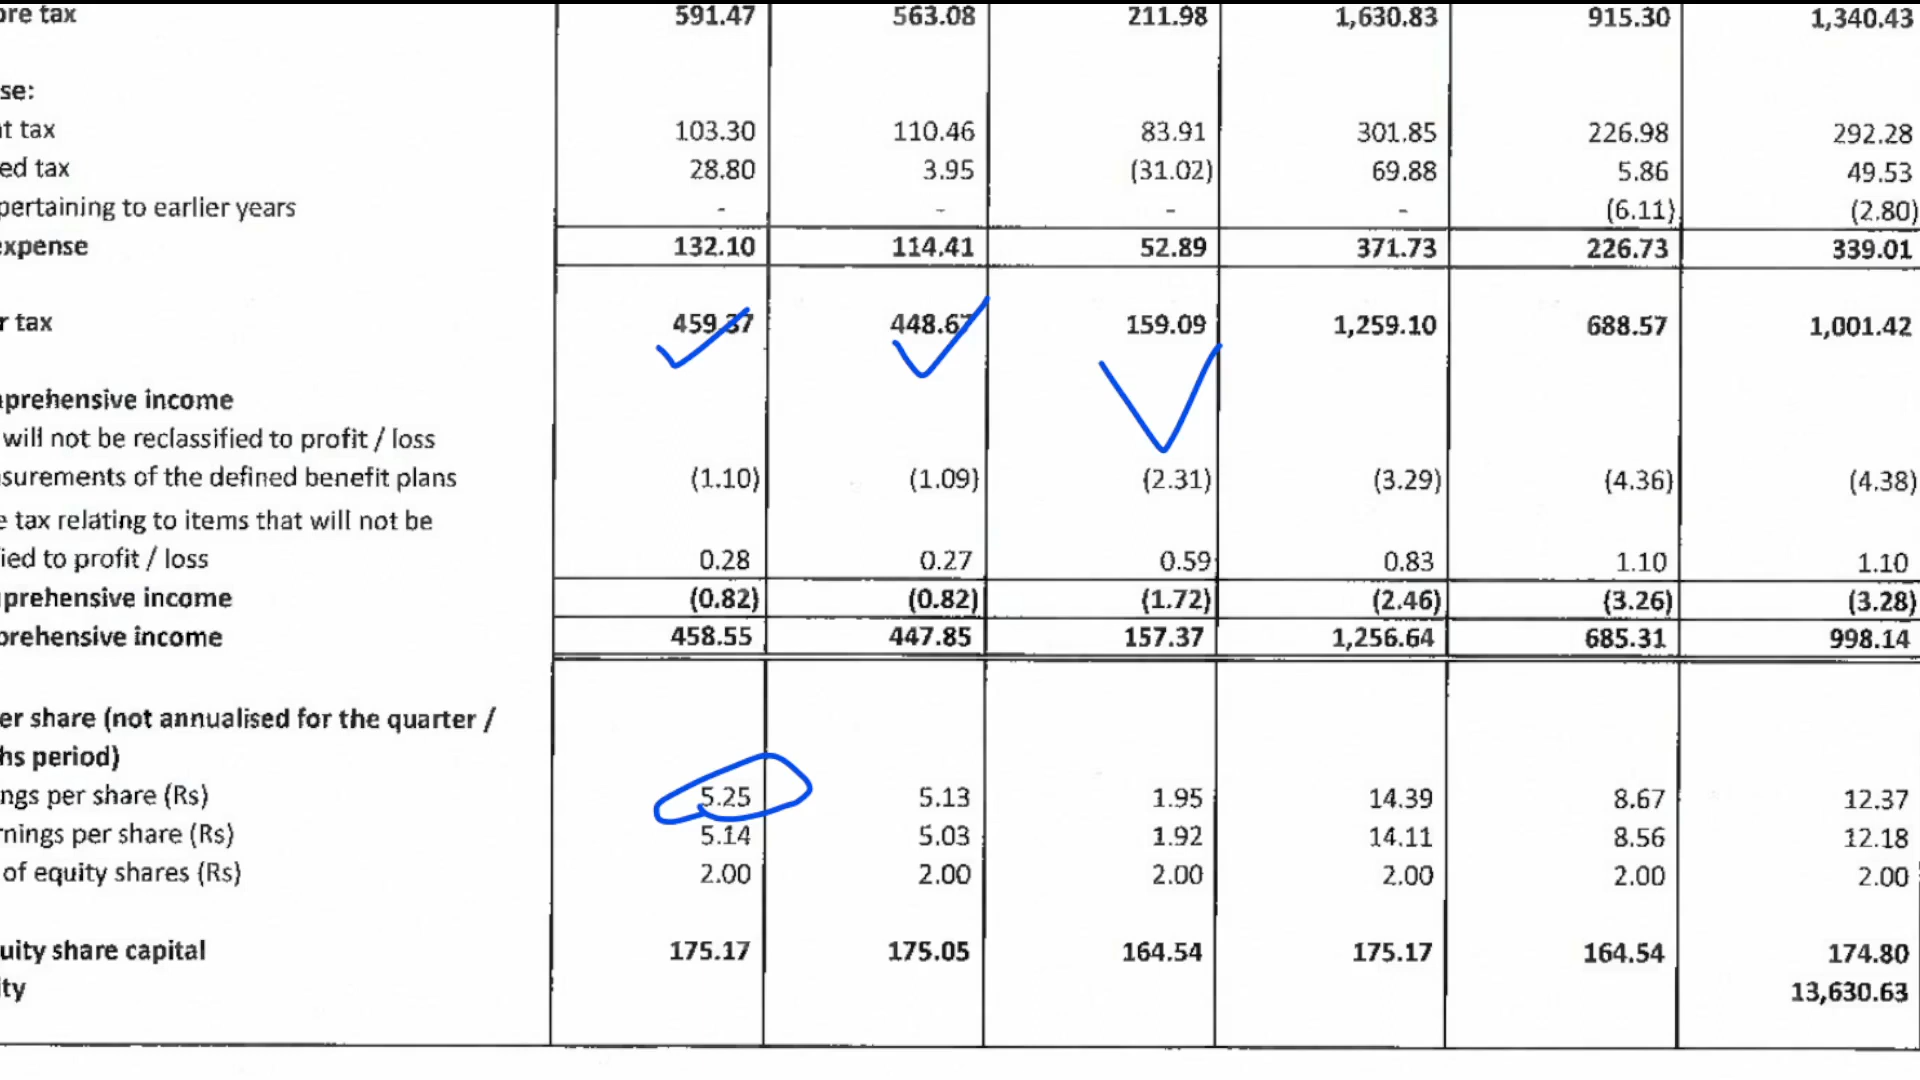 ore tax 591.47 563.08 211.98 1,630.83 915.30 1,340.43
se:
t tax 103.30 110.46 83.91 301.85 226.98 292.28
ed tax 28.80 3.95 (31.02) 69.88 5.86 49.53
pertaining to earlier years - - - - (6.11) (2.80)
expense 132.10 114.41 52.89 371.73 226.73 339.01
r tax 459.37 448.67 159.09 1,259.10 688.57 1,001.42
prehensive income
will not be reclassified to profit / loss
surements of the defined benefit plans (1.10) (1.09) (2.31) (3.29) (4.36) (4.38)
e tax relating to items that will not be
ied to profit / loss 0.28 0.27 0.59 0.83 1.10 1.10
prehensive income (0.82) (0.82) (1.72) (2.46) (3.26) (3.28)
prehensive income 458.55 447.85 157.37 1,256.64 685.31 998.14
er share (not annualised for the quarter /
hs period)
ngs per share (Rs) 5.25 5.13 1.95 14.39 8.67 12.37
rnings per share (Rs) 5.14 5.03 1.92 14.11 8.56 12.18
of equity shares (Rs) 2.00 2.00 2.00 2.00 2.00 2.00
uity share capital 175.17 175.05 164.54 175.17 164.54 174.80
ity 13,630.63